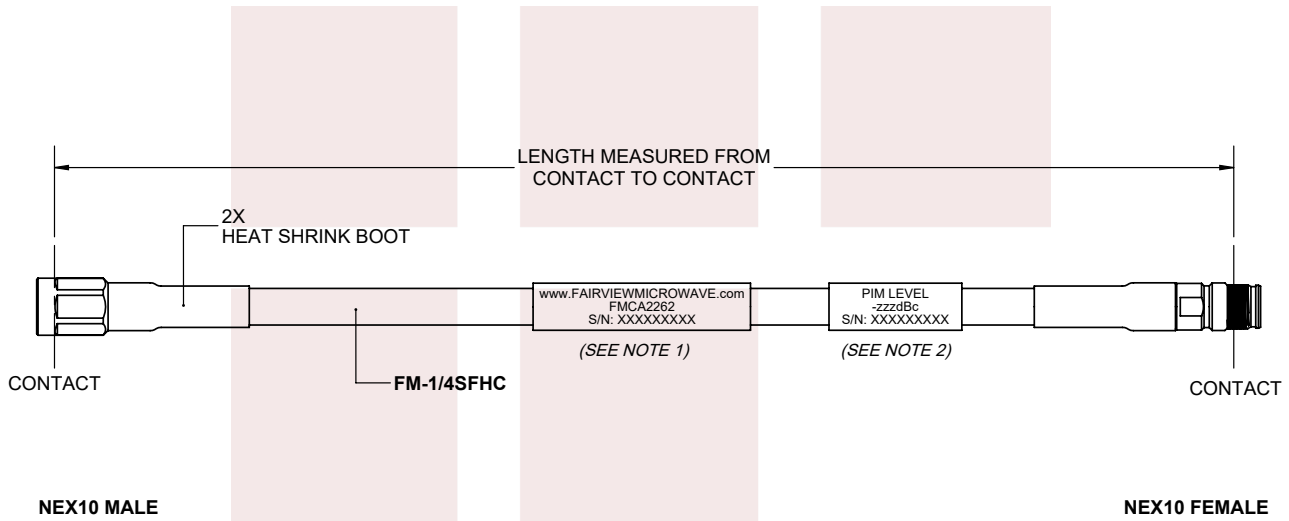 LENGTH MEASURED FROM
CONTACT TO CONTACT
2X
HEAT SHRINK BOOT
www.FAIRVIEWMICROWAVE.com
FMCA2262
S/N: XXXXXXXXX
PIM LEVEL
-zzzdBc
S/N: XXXXXXXXX
(SEE NOTE 1)
(SEE NOTE 2)
CONTACT
FM-1/4SFHC
CONTACT
NEX10 MALE
NEX10 FEMALE